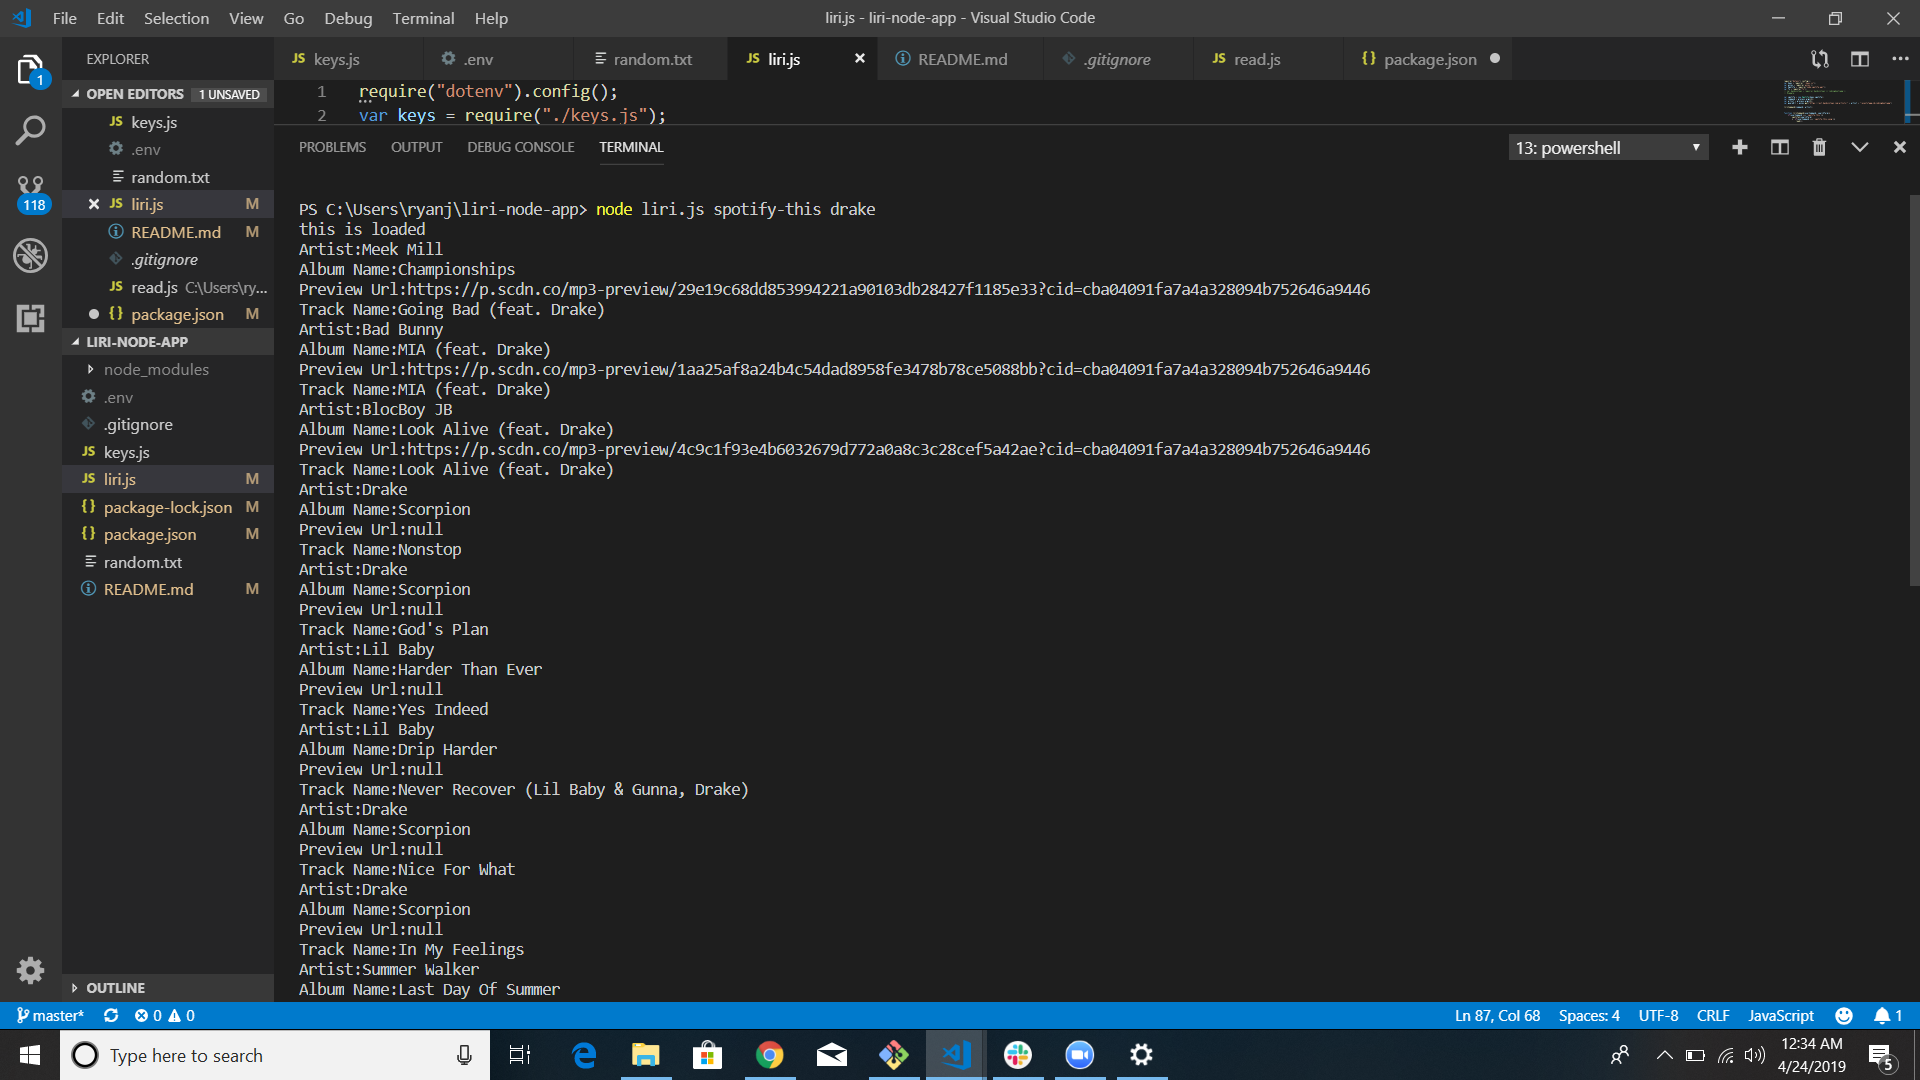 File Edit Selection View Go Debug Terminal Help
liri.js - liri-node-app - Visual Studio Code
EXPLORER
keys.js .env random.txt liri.js README.md .gitignore read.js package.json
OPEN EDITORS 1 UNSAVED
keys.js
.env
random.txt
liri.js M
README.md M
.gitignore
read.js C:\Users\ry...
package.json M
LIRI-NODE-APP
node_modules
.env
.gitignore
keys.js
liri.js M
package-lock.json M
package.json M
random.txt
README.md M
OUTLINE
1
118
1 require("dotenv").config();
2 var keys = require("./keys.js");
PROBLEMS OUTPUT DEBUG CONSOLE TERMINAL
13: powershell
PS C:\Users\ryanj\liri-node-app> node liri.js spotify-this drake
this is loaded
Artist:Meek Mill
Album Name:Championships
Preview Url:https://p.scdn.co/mp3-preview/29e19c68dd853994221a90103db28427f1185e33?cid=cba04091fa7a4a328094b752646a9446
Track Name:Going Bad (feat. Drake)
Artist:Bad Bunny
Album Name:MIA (feat. Drake)
Preview Url:https://p.scdn.co/mp3-preview/1aa25af8a24b4c54dad8958fe3478b78ce5088bb?cid=cba04091fa7a4a328094b752646a9446
Track Name:MIA (feat. Drake)
Artist:BlocBoy JB
Album Name:Look Alive (feat. Drake)
Preview Url:https://p.scdn.co/mp3-preview/4c9c1f93e4b6032679d772a0a8c3c28cef5a42ae?cid=cba04091fa7a4a328094b752646a9446
Track Name:Look Alive (feat. Drake)
Artist:Drake
Album Name:Scorpion
Preview Url:null
Track Name:Nonstop
Artist:Drake
Album Name:Scorpion
Preview Url:null
Track Name:God's Plan
Artist:Lil Baby
Album Name:Harder Than Ever
Preview Url:null
Track Name:Yes Indeed
Artist:Lil Baby
Album Name:Drip Harder
Preview Url:null
Track Name:Never Recover (Lil Baby & Gunna, Drake)
Artist:Drake
Album Name:Scorpion
Preview Url:null
Track Name:Nice For What
Artist:Drake
Album Name:Scorpion
Preview Url:null
Track Name:In My Feelings
Artist:Summer Walker
Album Name:Last Day Of Summer
master* 0 0
Ln 87, Col 68 Spaces: 4 UTF-8 CRLF JavaScript 1
Type here to search
12:34 AM
4/24/2019
5